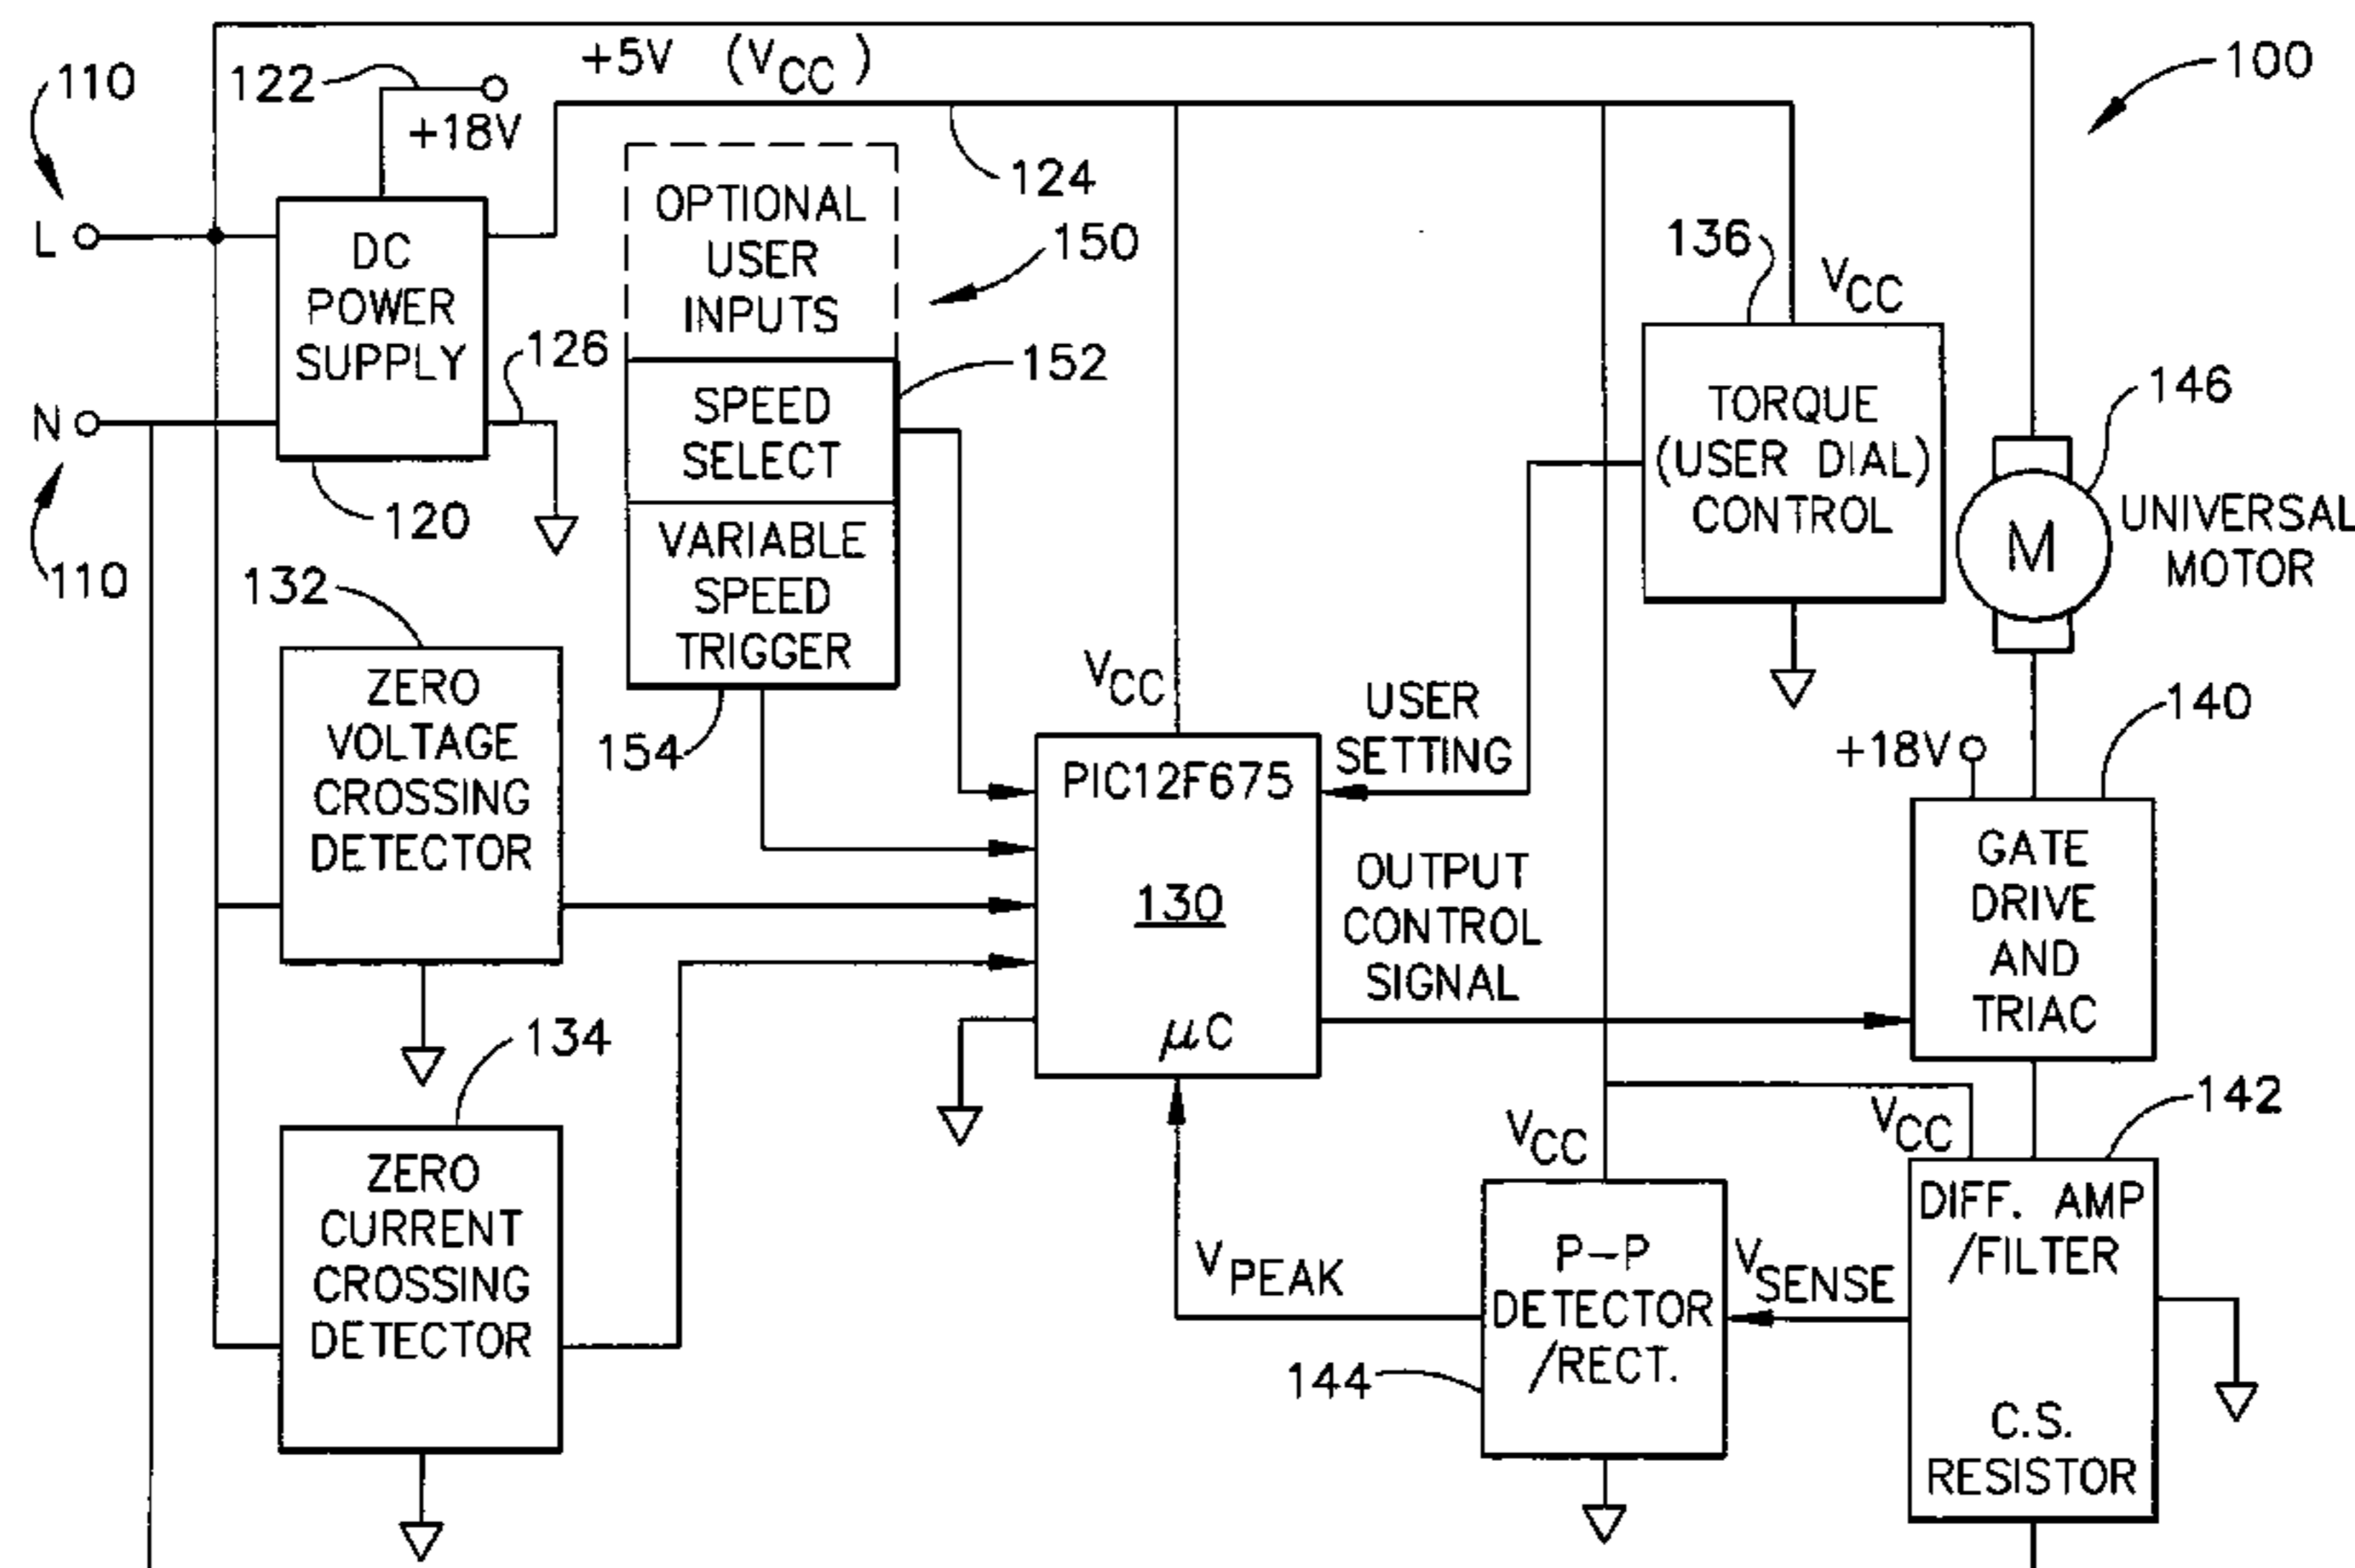 110
122
+5V (VCC)
100
+18V
124
L
DC
POWER
SUPPLY
OPTIONAL
USER
INPUTS
150
136
VCC
126
N
152
SPEED
SELECT
TORQUE
(USER DIAL)
CONTROL
146
UNIVERSAL
MOTOR
M
120
110
VARIABLE
SPEED
TRIGGER
132
154
VCC
USER
SETTING
140
+18V
ZERO
VOLTAGE
CROSSING
DETECTOR
PIC12F675
130
µC
OUTPUT
CONTROL
SIGNAL
GATE
DRIVE
AND
TRIAC
134
VCC
VCC
142
ZERO
CURRENT
CROSSING
DETECTOR
VPEAK
P-P
DETECTOR
/RECT.
VSENSE
DIFF. AMP
/FILTER
144
C.S.
RESISTOR